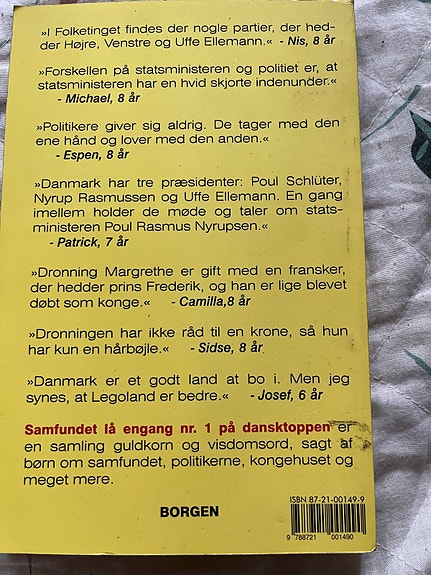 »I Folketinget findes der nogle partier, der hed-
der Højre, Venstre og Uffe Ellemann.« - Nis, 8 år
»Forskellen på statsministeren og politiet er, at
statsministeren har en hvid skjorte indenunder.«
- Michael, 8 år
»Politikere giver sig aldrig. De tager med den
ene hånd og lover med den anden.«
- Espen, 8 år
»Danmark har tre præsidenter: Poul Schlüter,
Nyrup Rasmussen og Uffe Ellemann. En gang
imellem holder de møde og taler om stats-
ministeren Poul Rasmus Nyrupsen.«
- Patrick, 7 år
»Dronning Margrethe er gift med en fransker,
der hedder prins Frederik, og han er lige blevet
døbt som konge.« - Camilla,8 år
»Dronningen har ikke råd til en krone, så hun
har kun en hårbøjle.« - Sidse, 8 år
»Danmark er et godt land at bo i. Men jeg
synes, at Legoland er bedre.« - Josef, 6 år
Samfundet lå engang nr. 1 på dansktoppen er
en samling guldkorn og visdomsord, sagt af
børn om samfundet, politikerne, kongehuset og
meget mere.
ISBN 87-21-00149-9
BORGEN
9 788721 001490